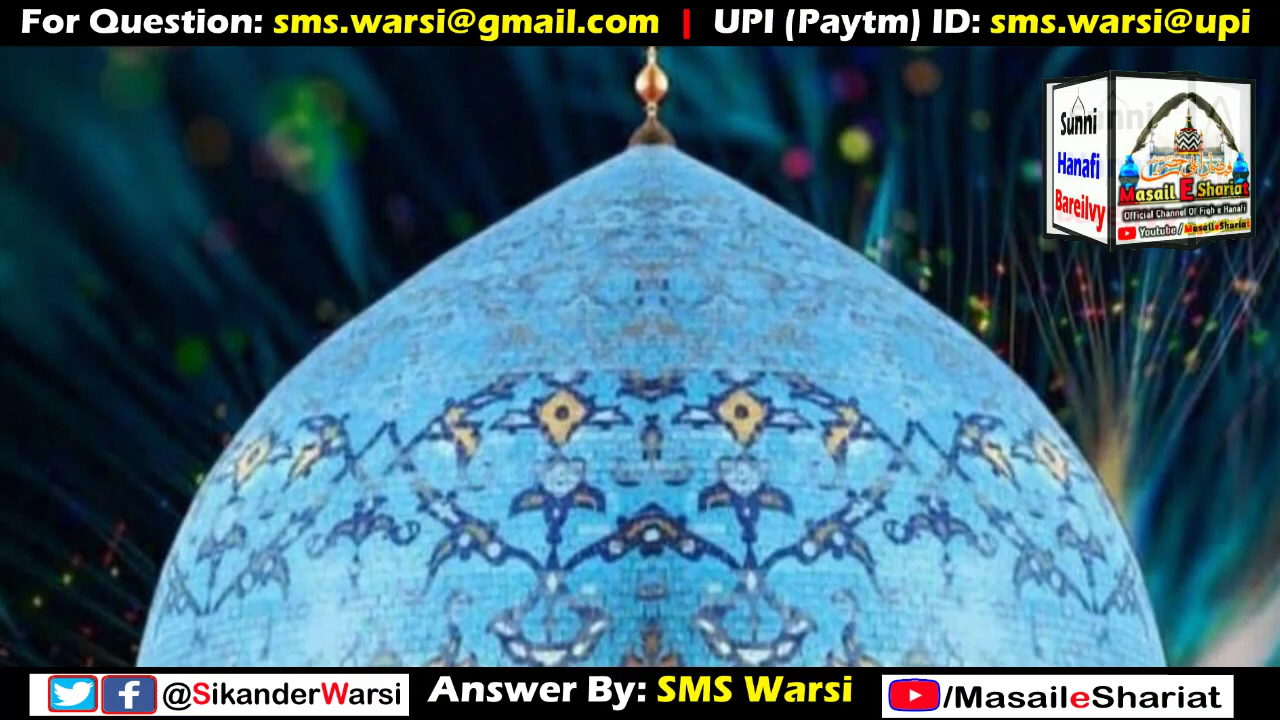 For Question: sms.warsi@gmail.com | UPI (Paytm) ID: sms.warsi@upi
Sunni
Hanafi
Bareilvy
Masail E Shariat
Official Channel Of Fiqh e Hanafi
Youtube/MasaileShariat
@SikanderWarsi
Answer By: SMS Warsi
/MasaileShariat